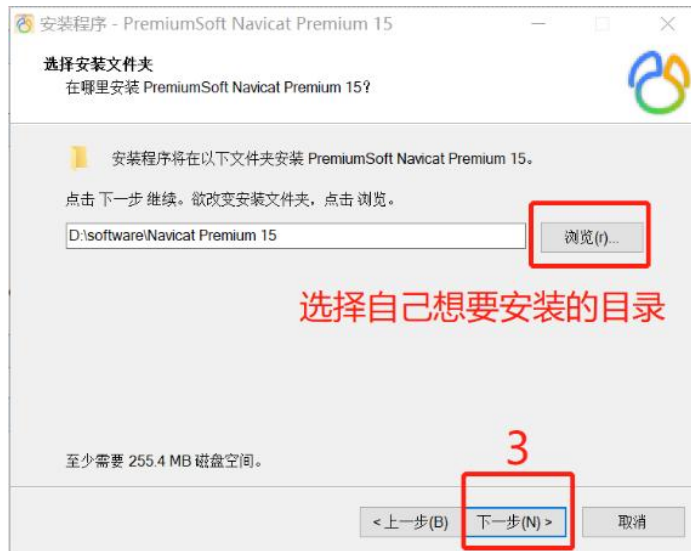 安装程序 - PremiumSoft Navicat Premium 15
选择安装文件夹
在哪里安装 PremiumSoft Navicat Premium 15?
安装程序将在以下文件夹安装 PremiumSoft Navicat Premium 15。
点击 下一步 继续。欲改变安装文件夹，点击 浏览。
D:\software\Navicat Premium 15
浏览(r)...
选择自己想要安装的目录
至少需要 255.4 MB 磁盘空间。
3
<上一步(B)
下一步(N) >
取消